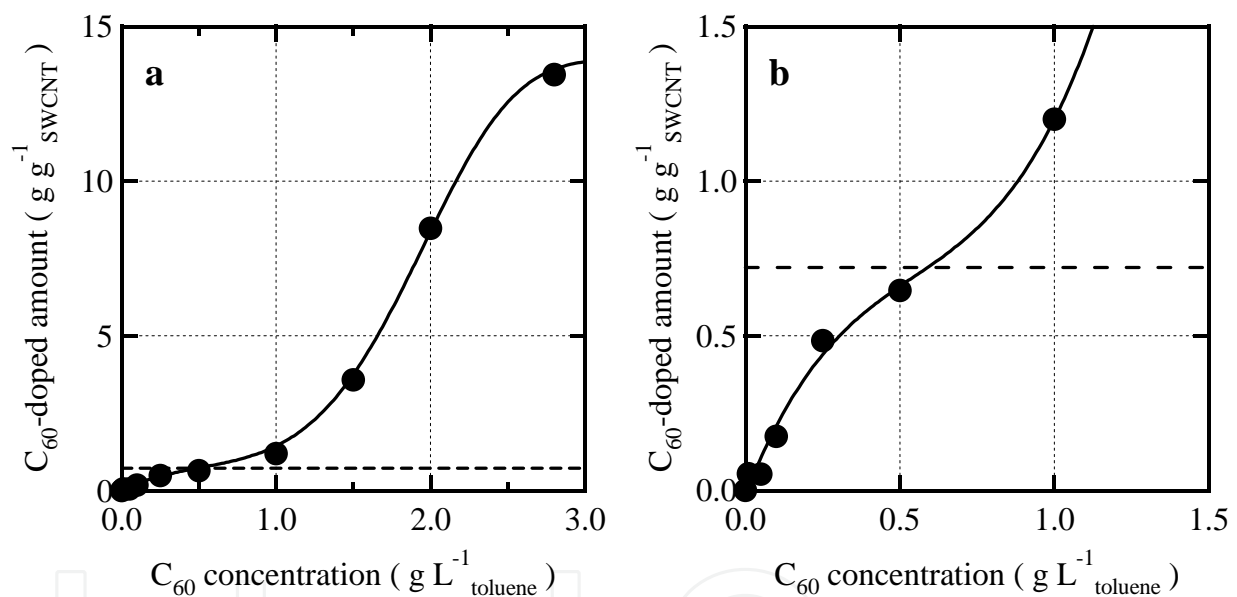 a
C₆₀-doped amount ( g g⁻¹ swCNT )
15
10
5
0
0.0 1.0 2.0 3.0
C₆₀ concentration ( g L⁻¹ toluene )
b
C₆₀-doped amount ( g g⁻¹ swCNT )
1.5
1.0
0.5
0.0
0.0 0.5 1.0 1.5
C₆₀ concentration ( g L⁻¹ toluene )